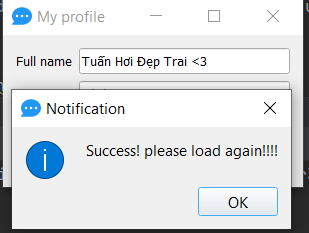 My profile
Full name
Tuấn Hơi Đẹp Trai <3
Notification
Success! please load again!!!!
OK